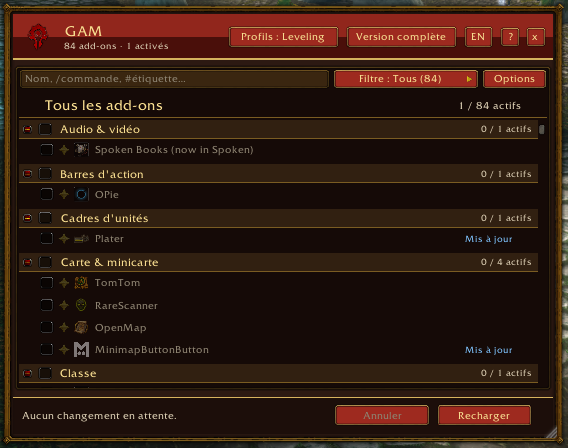 GAM
84 add-ons · 1 activés
Profils : Leveling
Version complète
EN
?
x
Nom, /commande, #étiquette...
Filtre : Tous (84)
Options
Tous les add-ons
1 / 84 actifs
Audio & vidéo
0 / 1 actifs
Spoken Books (now in Spoken)
Barres d'action
0 / 1 actifs
OPie
Cadres d'unités
0 / 1 actifs
Plater
Mis à jour
Carte & minicarte
0 / 4 actifs
TomTom
RareScanner
OpenMap
MinimapButtonButton
Mis à jour
Classe
0 / 1 actifs
Aucun changement en attente.
Annuler
Recharger